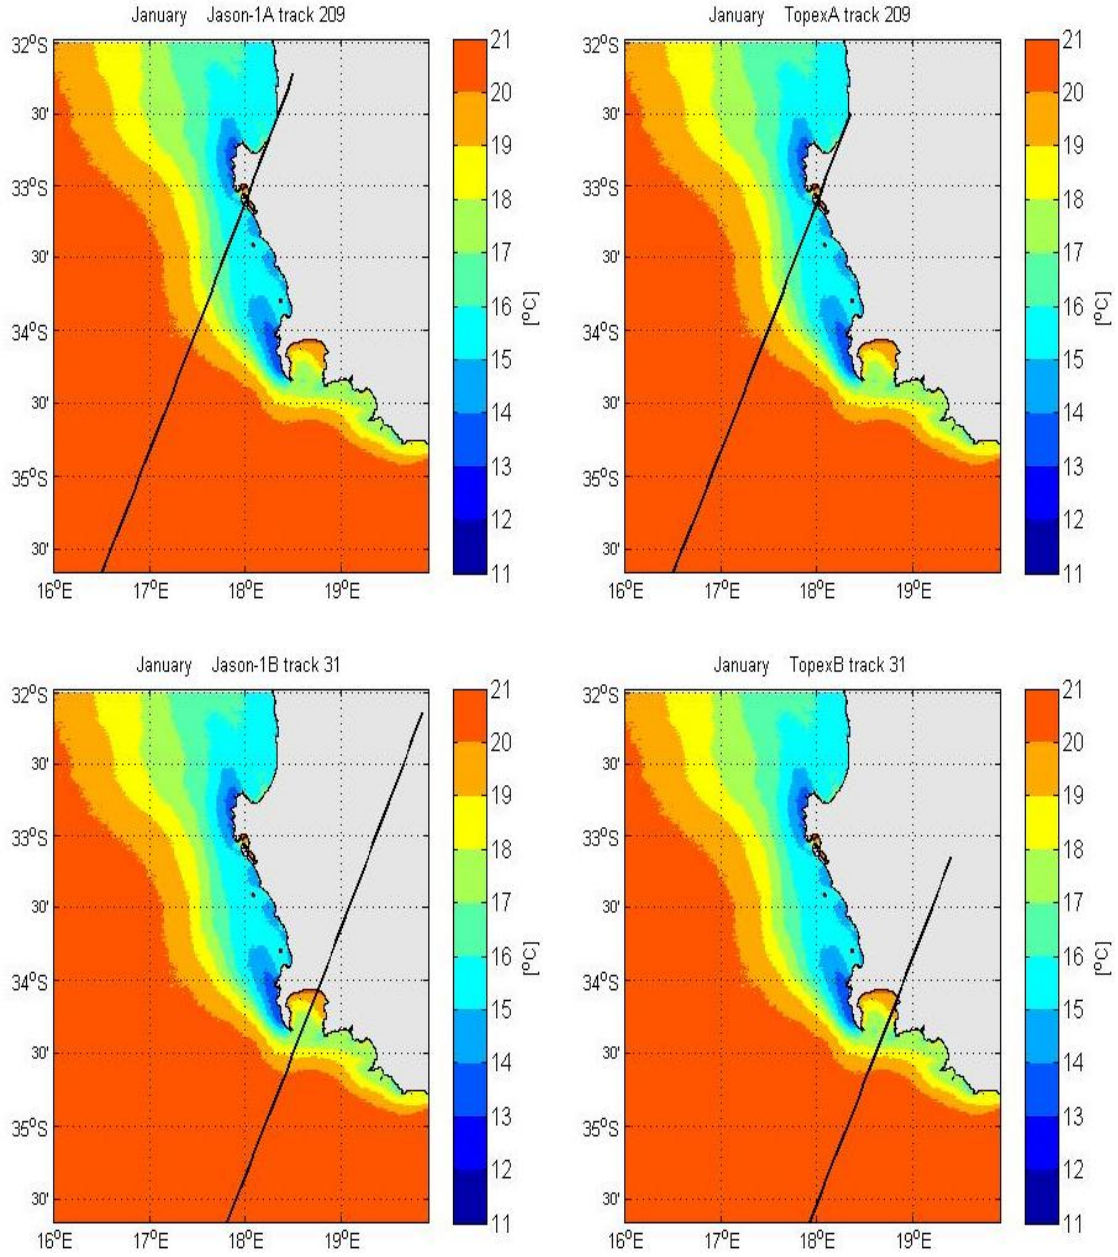 January Jason-1A track 209
32°S
30'
33°S
30'
34°S
30'
35°S
30'
16°E 17°E 18°E 19°E
21
20
19
18
17
16
15
14
13
12
11
January TopexA track 209
32°S
30'
33°S
30'
34°S
30'
35°S
30'
16°E 17°E 18°E 19°E
21
20
19
18
17
16
15
14
13
12
11
[°C]
January Jason-1B track 31
32°S
30'
33°S
30'
34°S
30'
35°S
30'
16°E 17°E 18°E 19°E
21
20
19
18
17
16
15
14
13
12
11
[°C]
January TopexB track 31
32°S
30'
33°S
30'
34°S
30'
35°S
30'
16°E 17°E 18°E 19°E
21
20
19
18
17
16
15
14
13
12
11
[°C]
[°C]